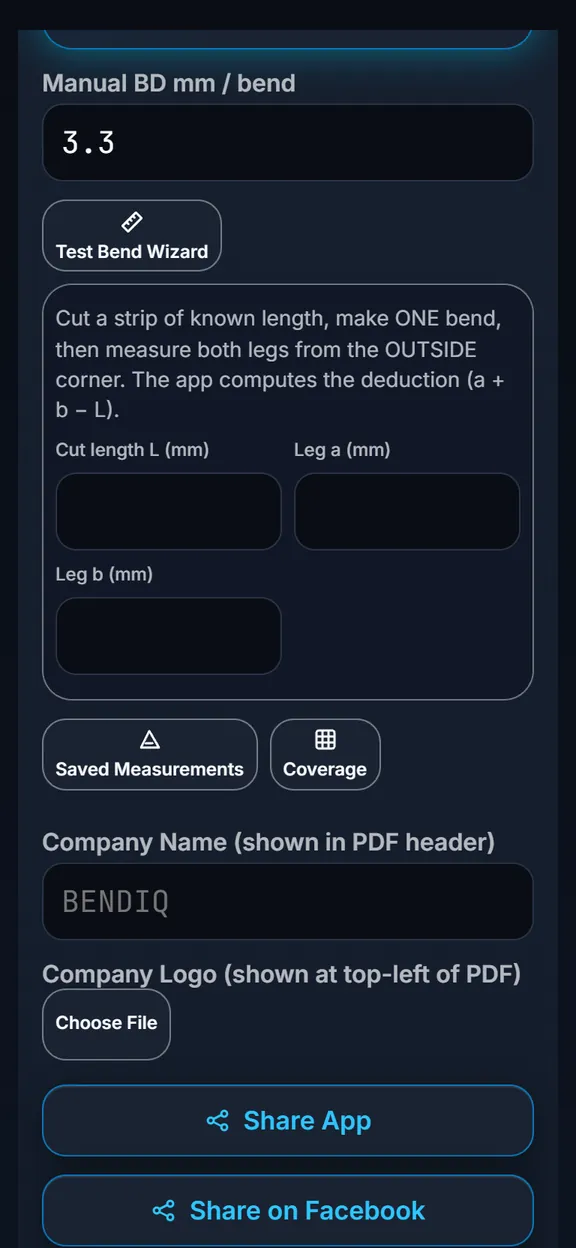 Manual BD mm / bend
3.3
Test Bend Wizard
Cut a strip of known length, make ONE bend,
then measure both legs from the OUTSIDE
corner. The app computes the deduction (a +
b − L).
Cut length L (mm)
Leg a (mm)
Leg b (mm)
Saved Measurements
Coverage
Company Name (shown in PDF header)
BENDIQ
Company Logo (shown at top-left of PDF)
Choose File
Share App
Share on Facebook